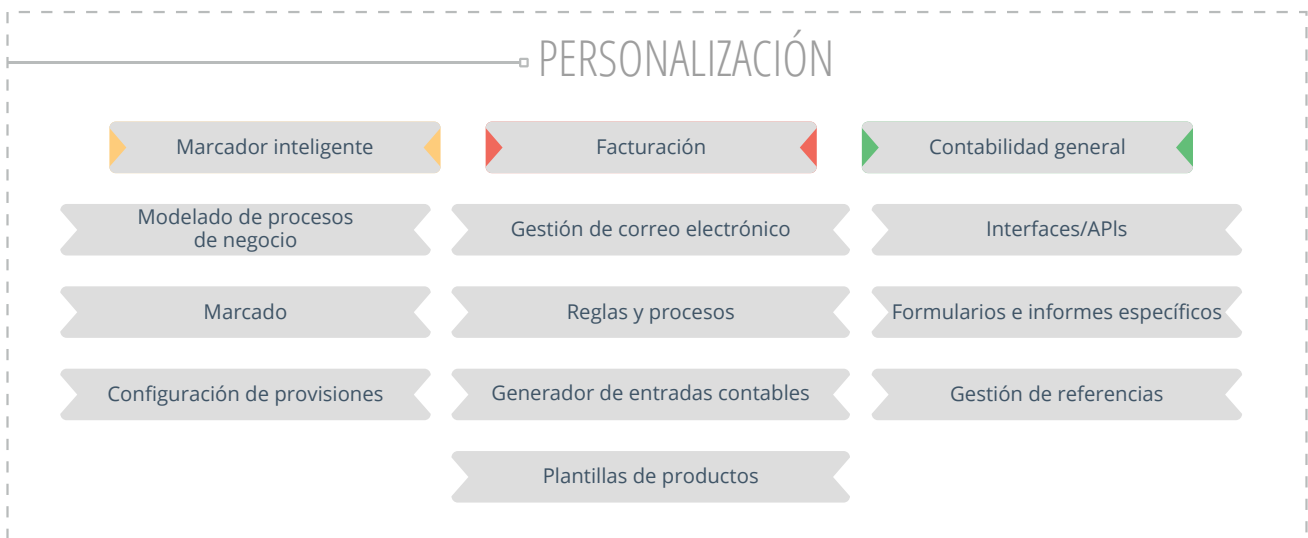 PERSONALIZACIÓN
Marcador inteligente
Facturación
Contabilidad general
Modelado de procesos
de negocio
Gestión de correo electrónico
Interfaces/APIs
Marcado
Reglas y procesos
Formularios e informes específicos
Configuración de provisiones
Generador de entradas contables
Gestión de referencias
Plantillas de productos